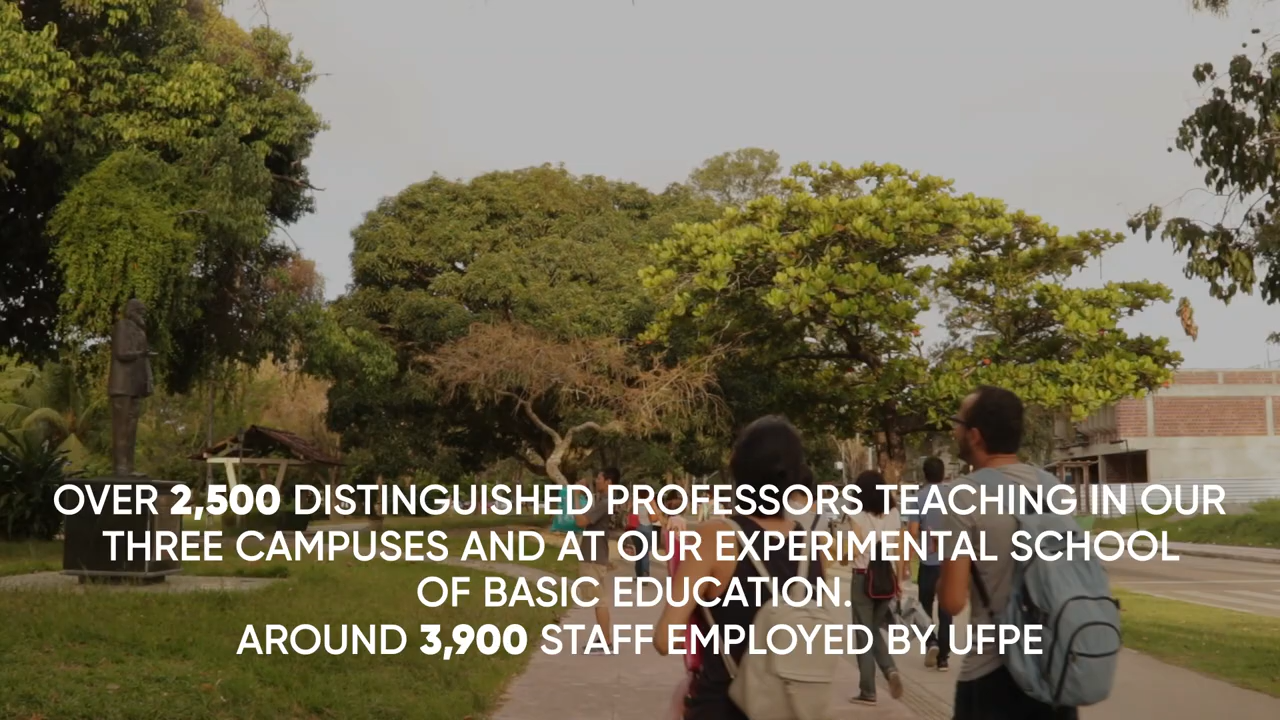 OVER 2,500 DISTINGUISHED PROFESSORS TEACHING IN OUR
THREE CAMPUSES AND AT OUR EXPERIMENTAL SCHOOL
OF BASIC EDUCATION.
AROUND 3,900 STAFF EMPLOYED BY UFPE